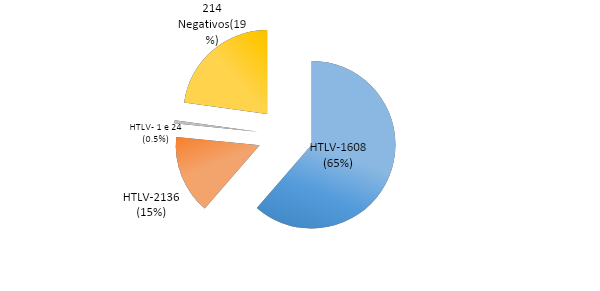 214
Negativos(19
%)
HTLV- 1 e 24
(0.5%)
HTLV-1608
(65%)
HTLV-2136
(15%)